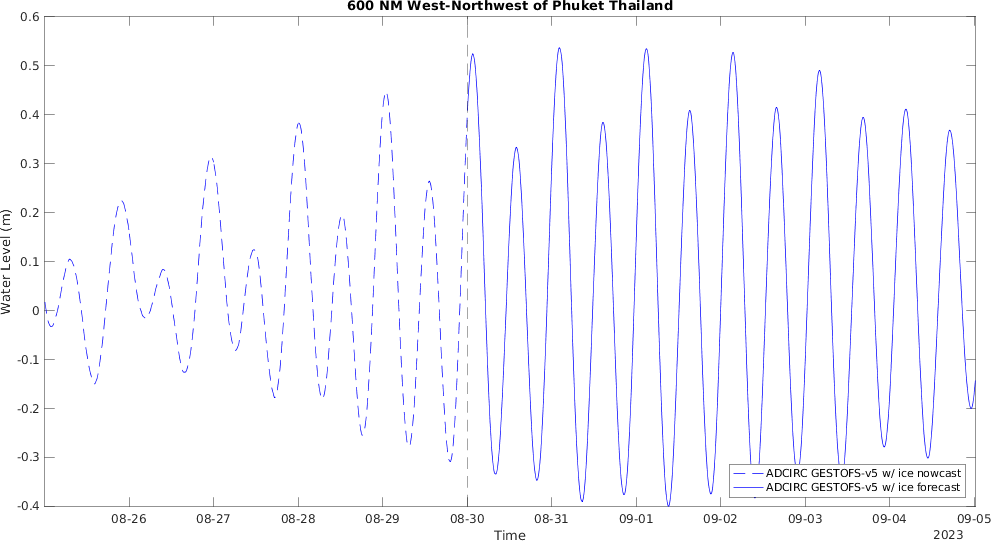 600 NM West-Northwest of Phuket Thailand
Water Level (m)
0.6
0.5
0.4
0.3
0.2
0.1
0
-0.1
-0.2
-0.3
-0.4
ADCIRC GESTOFS-v5 w/ ice nowcast
ADCIRC GESTOFS-v5 w/ ice forecast
08-26 08-27 08-28 08-29 08-30 08-31 09-01 09-02 09-03 09-04 09-05
Time
2023